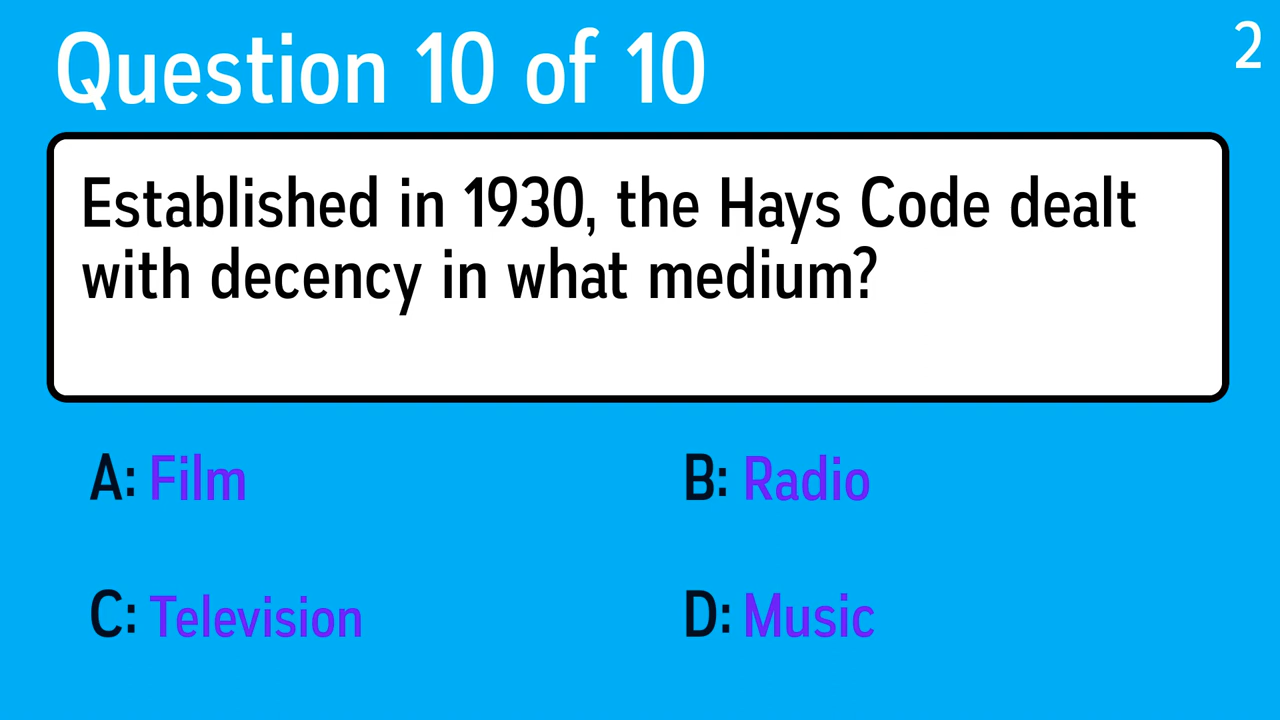 Question 10 of 10
2
Established in 1930, the Hays Code dealt
with decency in what medium?
A: Film
B: Radio
C: Television
D: Music